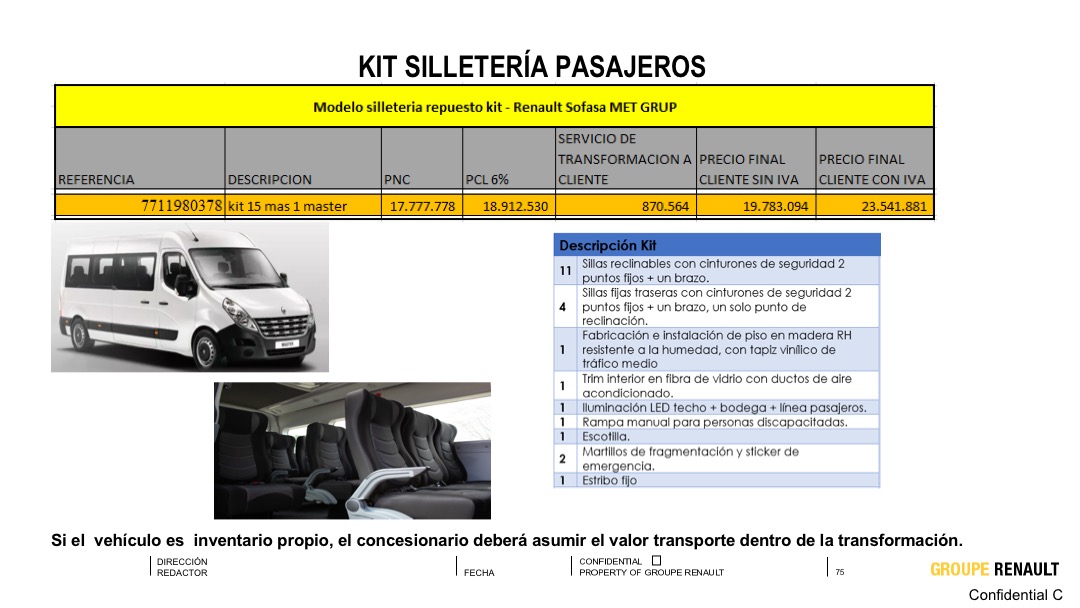 KIT SILLETERÍA PASAJEROS
Modelo silleteria repuesto kit - Renault Sofasa MET GRUP
REFERENCIA DESCRIPCION PNC PCL 6% SERVICIO DE TRANSFORMACION A CLIENTE PRECIO FINAL CLIENTE SIN IVA PRECIO FINAL CLIENTE CON IVA
7711980378 kit 15 mas 1 master 17.777.778 18.912.530 870.564 19.783.094 23.541.881
Descripción Kit
11 Sillas reclinables con cinturones de seguridad 2
puntos fijos + un brazo.
4 Sillas fijas traseras con cinturones de seguridad 2
puntos fijos + un brazo, un solo punto de
reclinación.
1 Fabricación e instalación de piso en madera RH
resistente a la humedad, con tapiz vinílico de
tráfico medio
1 Trim interior en fibra de vidrio con ductos de aire
acondicionado.
1 Iluminación LED techo + bodega + línea pasajeros.
1 Rampa manual para personas discapacitadas.
1 Escotilla.
2 Martillos de fragmentación y sticker de
emergencia.
1 Estribo fijo
Si el vehículo es inventario propio, el concesionario deberá asumir el valor transporte dentro de la transformación.
DIRECCIÓN
REDACTOR
FECHA
CONFIDENTIAL
PROPERTY OF GROUPE RENAULT
75
GROUPE RENAULT
Confidential C